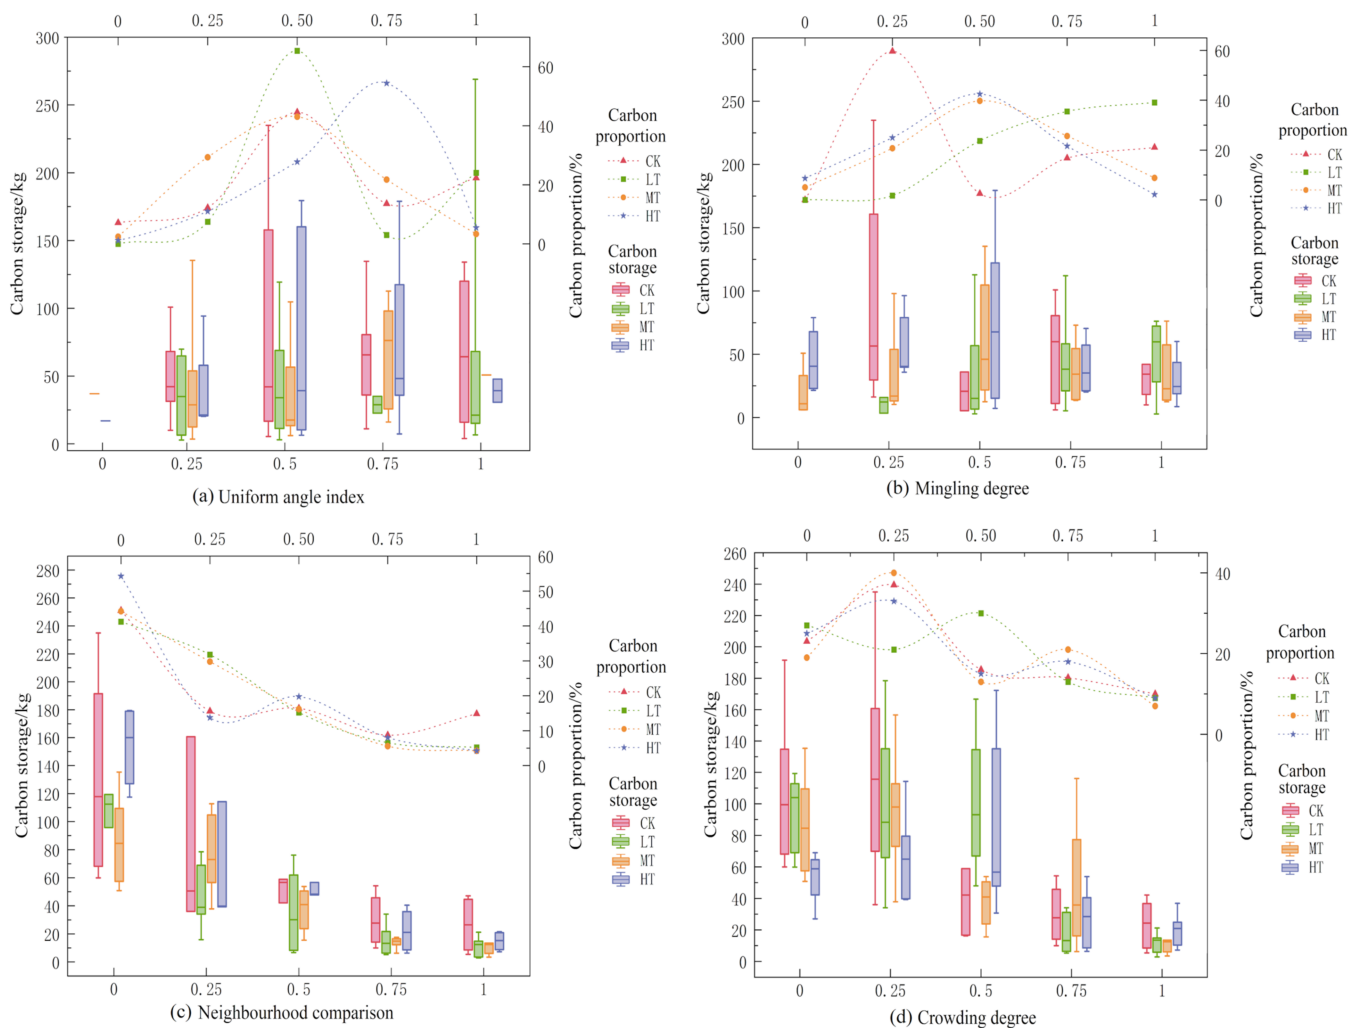 0 0.25 0.50 0.75 1
300
250
200
150
100
50
0
Carbon storage/kg
60
40
20
0
Carbon proportion/%
Carbon
proportion
CK
LT
MT
HT
Carbon
storage
CK
LT
MT
HT
0 0.25 0.5 0.75 1
(a) Uniform angle index
0 0.25 0.50 0.75 1
300
250
200
150
100
50
0
Carbon storage/kg
60
40
20
0
Carbon proportion/%
Carbon
proportion
CK
LT
MT
HT
Carbon
storage
CK
LT
MT
HT
0 0.25 0.5 0.75 1
(b) Mingling degree
0 0.25 0.50 0.75 1
280
260
240
220
200
180
160
140
120
100
80
60
40
20
0
Carbon storage/kg
60
50
40
30
20
10
0
Carbon proportion/%
Carbon
proportion
CK
LT
MT
HT
Carbon
storage
CK
LT
MT
HT
0 0.25 0.5 0.75 1
(c) Neighbourhood comparison
0 0.25 0.50 0.75 1
260
240
220
200
180
160
140
120
100
80
60
40
20
0
Carbon storage/kg
40
20
0
Carbon proportion/%
Carbon
proportion
CK
LT
MT
HT
Carbon
storage
CK
LT
MT
HT
0 0.25 0.5 0.75 1
(d) Crowding degree